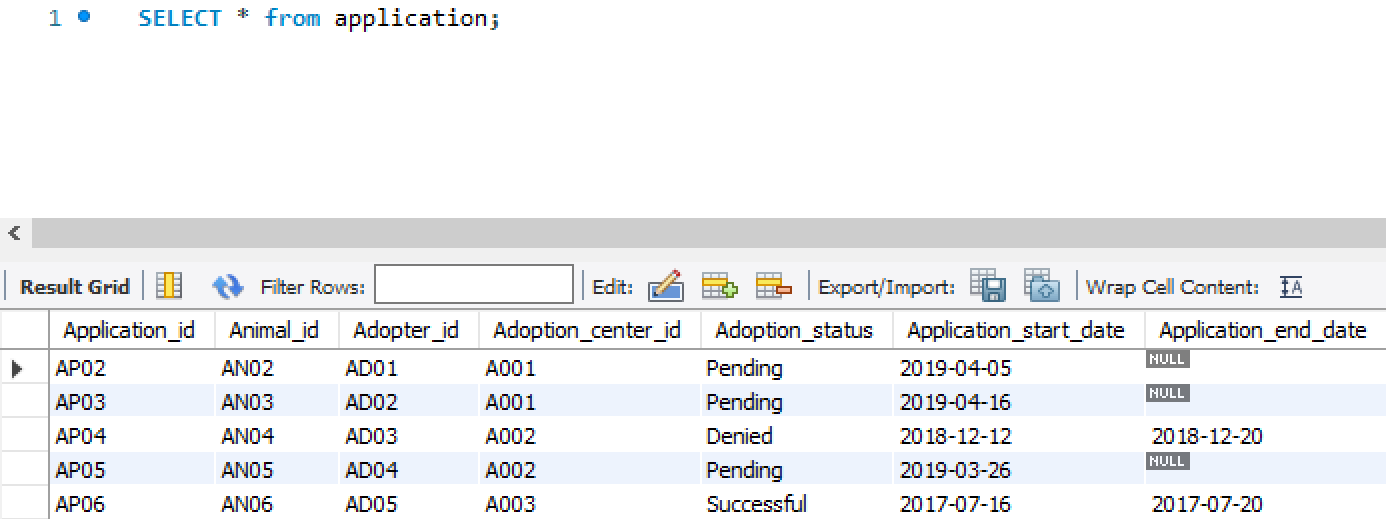 1 SELECT * from application;
Result Grid Filter Rows: Edit: Export/Import: Wrap Cell Content:
Application_id Animal_id Adopter_id Adoption_center_id Adoption_status Application_start_date Application_end_date
AP02 AN02 AD01 A001 Pending 2019-04-05 NULL
AP03 AN03 AD02 A001 Pending 2019-04-16 NULL
AP04 AN04 AD03 A002 Denied 2018-12-12 2018-12-20
AP05 AN05 AD04 A002 Pending 2019-03-26 NULL
AP06 AN06 AD05 A003 Successful 2017-07-16 2017-07-20